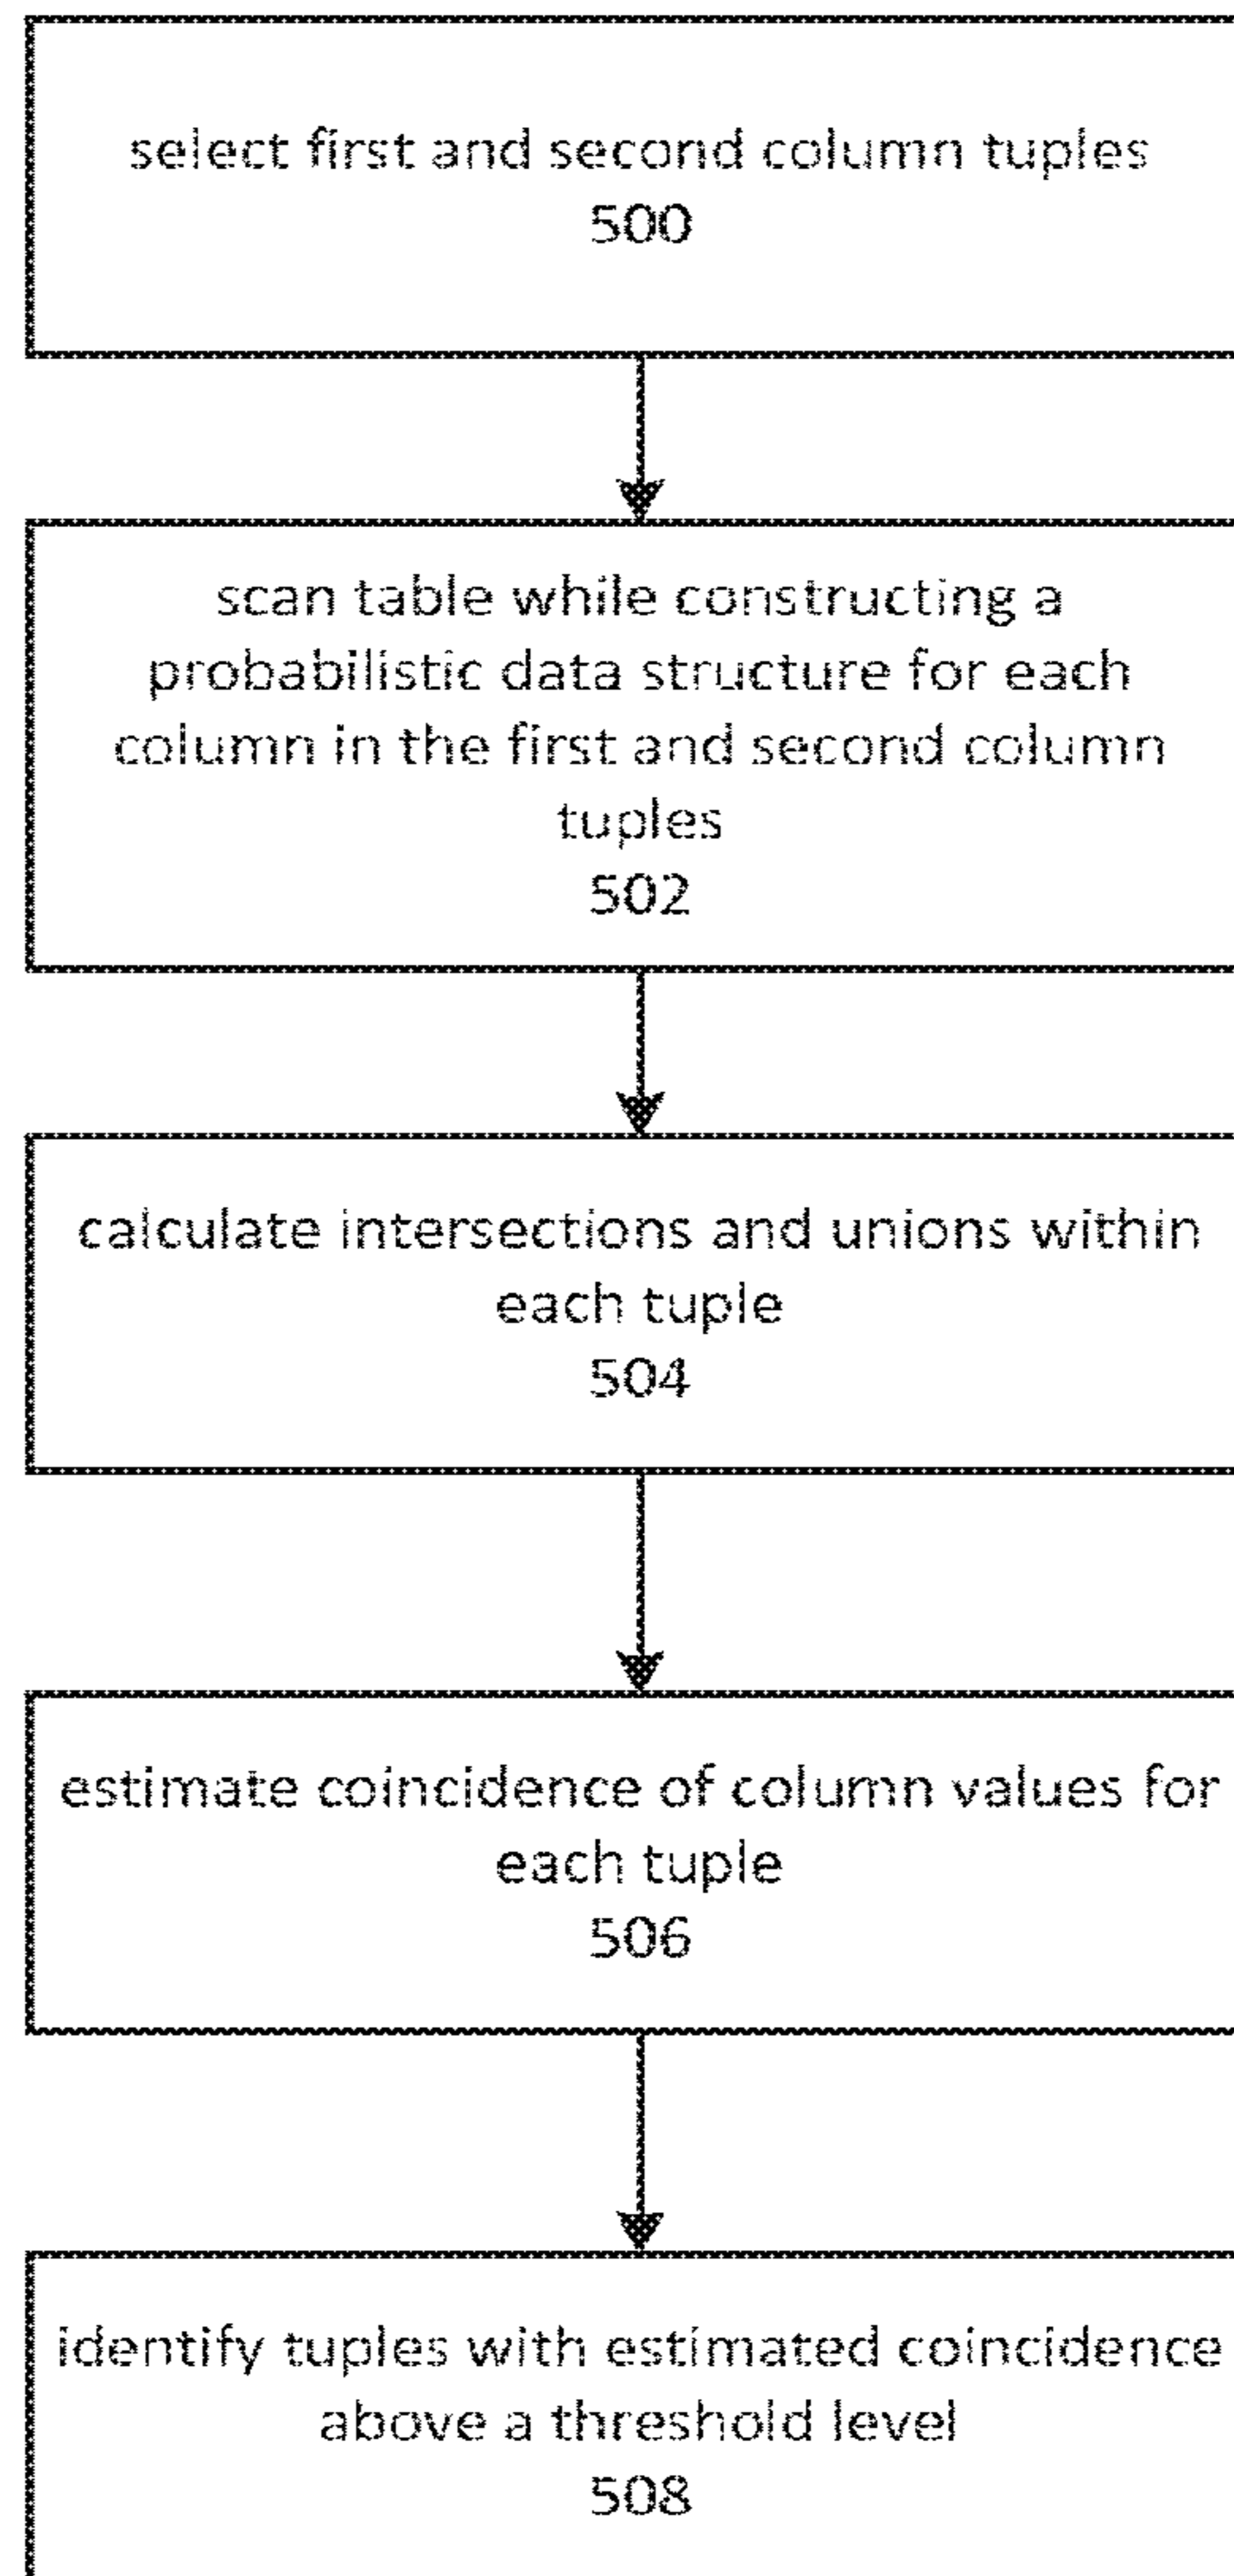 select first and second column tuples
500
scan table while constructing a
probabilistic data structure for each
column in the first and second column
tuples
502
calculate intersections and unions within
each tuple
504
estimate coincidence of column values for
each tuple
506
identify tuples with estimated coincidence
above a threshold level
508